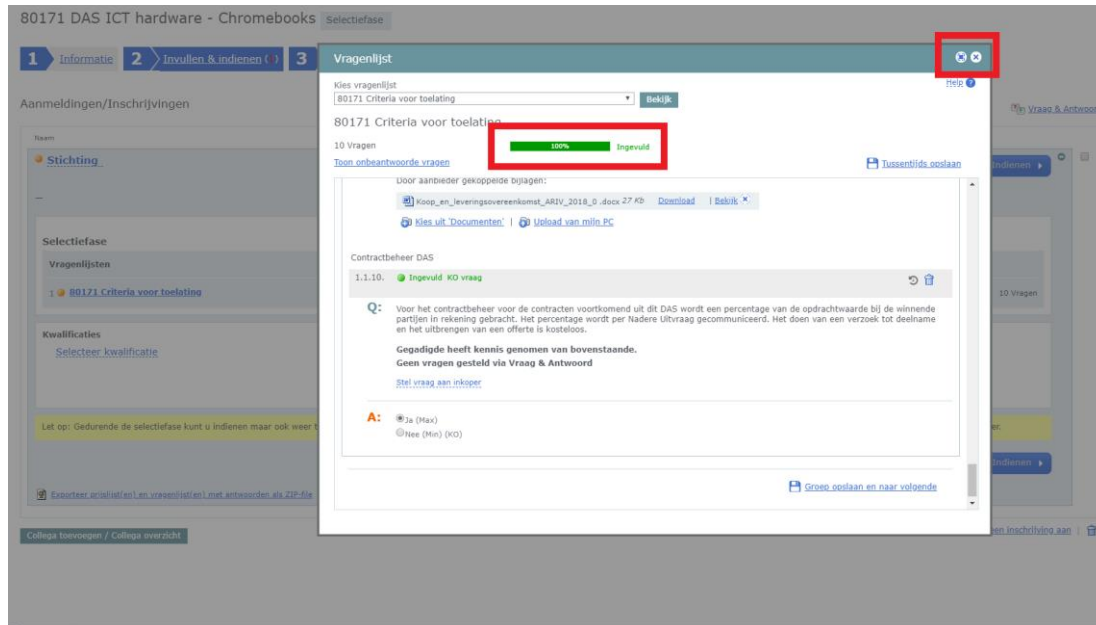 80171 DAS ICT hardware - Chromebooks Selectiefase
1 Informatie 2 Invullen & indienen 3
Aanmeldingen/Inschrijvingen
Vraag & Antwoor
Naam
Stichting
Indienen
Selectiefase
Vragenlijsten
1 80171 Criteria voor toelating
10 Vragen
Kwalificaties
Selecteer kwalificatie
Let op: Gedurende de selectiefase kunt u indienen maar ook weer t
er.
Indienen
Exporteer prijslijst(en) en vragenlijst(en) met antwoorden als ZIP-file
Collega toevoegen / Collega overzicht
een inschrijving aan |
Vragenlijst
Help
Kies vragenlijst
80171 Criteria voor toelating Bekijk
80171 Criteria voor toelating
10 Vragen 100% Ingevuld
Toon onbeantwoorde vragen Tussentijds opslaan
Door aanbieder gekoppelde bijlagen:
Koop_en_leveringsovereenkomst_ARIV_2018_0 .docx 27 Kb Download | Bekijk
Kies uit 'Documenten' | Upload van mijn PC
Contractbeheer DAS
1.1.10. Ingevuld KO vraag
Q: Voor het contractbeheer voor de contracten voortkomend uit dit DAS wordt een percentage van de opdrachtwaarde bij de winnende
partijen in rekening gebracht. Het percentage wordt per Nadere Uitvraag gecommuniceerd. Het doen van een verzoek tot deelname
en het uitbrengen van een offerte is kosteloos.
Gegadigde heeft kennis genomen van bovenstaande.
Geen vragen gesteld via Vraag & Antwoord
Stel vraag aan inkoper
A: Ja (Max)
Nee (Min) (KO)
Groep opslaan en naar volgende